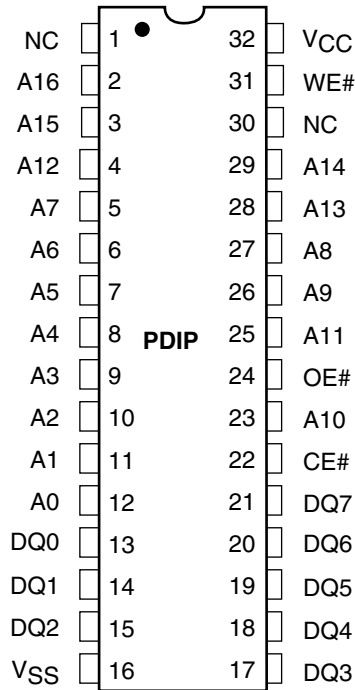 NC 1 32 VCC
A16 2 31 WE#
A15 3 30 NC
A12 4 29 A14
A7 5 28 A13
A6 6 27 A8
A5 7 26 A9
A4 8 PDIP 25 A11
A3 9 24 OE#
A2 10 23 A10
A1 11 22 CE#
A0 12 21 DQ7
DQ0 13 20 DQ6
DQ1 14 19 DQ5
DQ2 15 18 DQ4
VSS 16 17 DQ3